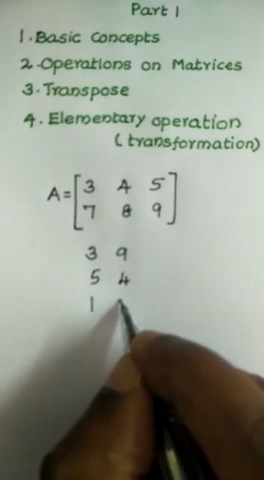 Part 1
1.Basic Concepts
2.Operations on Matrices
3.Transpose
4.Elementary operation
(transformation)
A=[3 4 5
7 8 9]
3 9
5 4
1